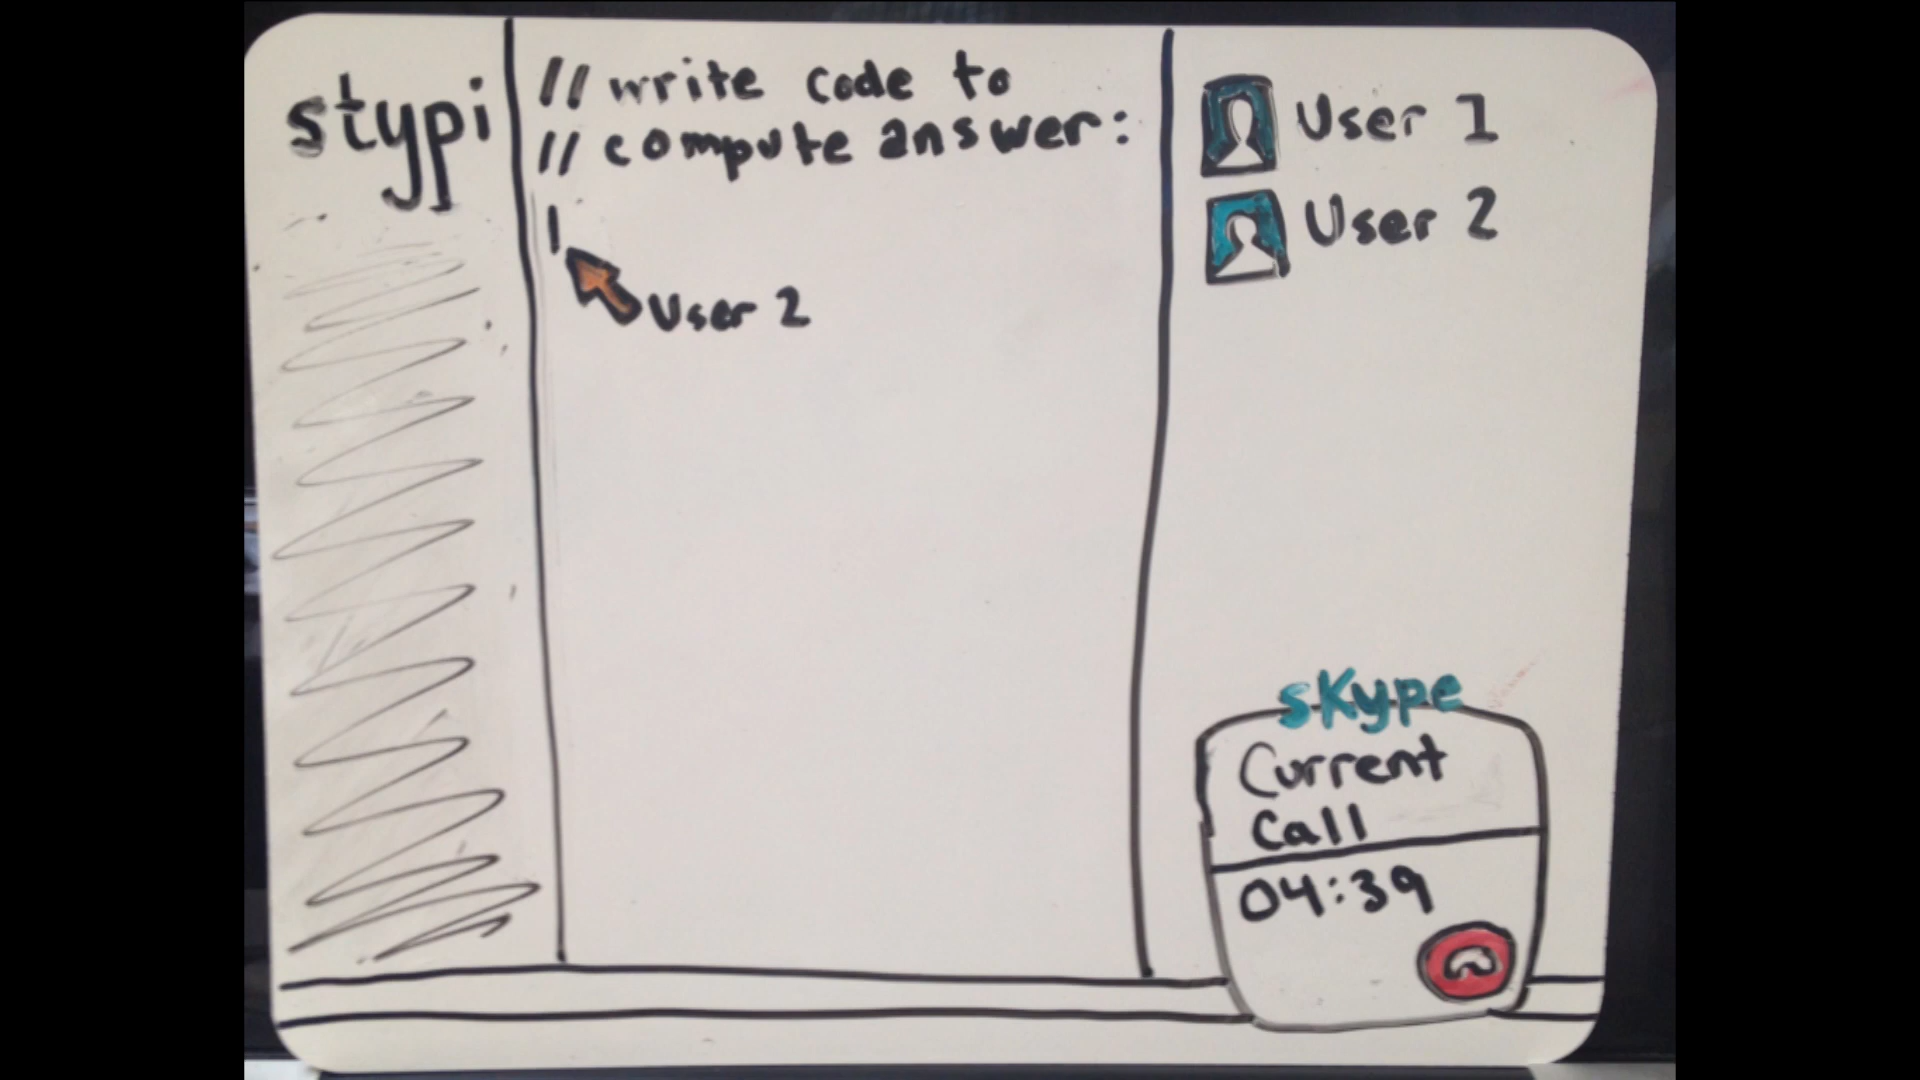 stypi
// write code to
// compute answer:
User 2
User 1
User 2
skype
Current
Call
04:39